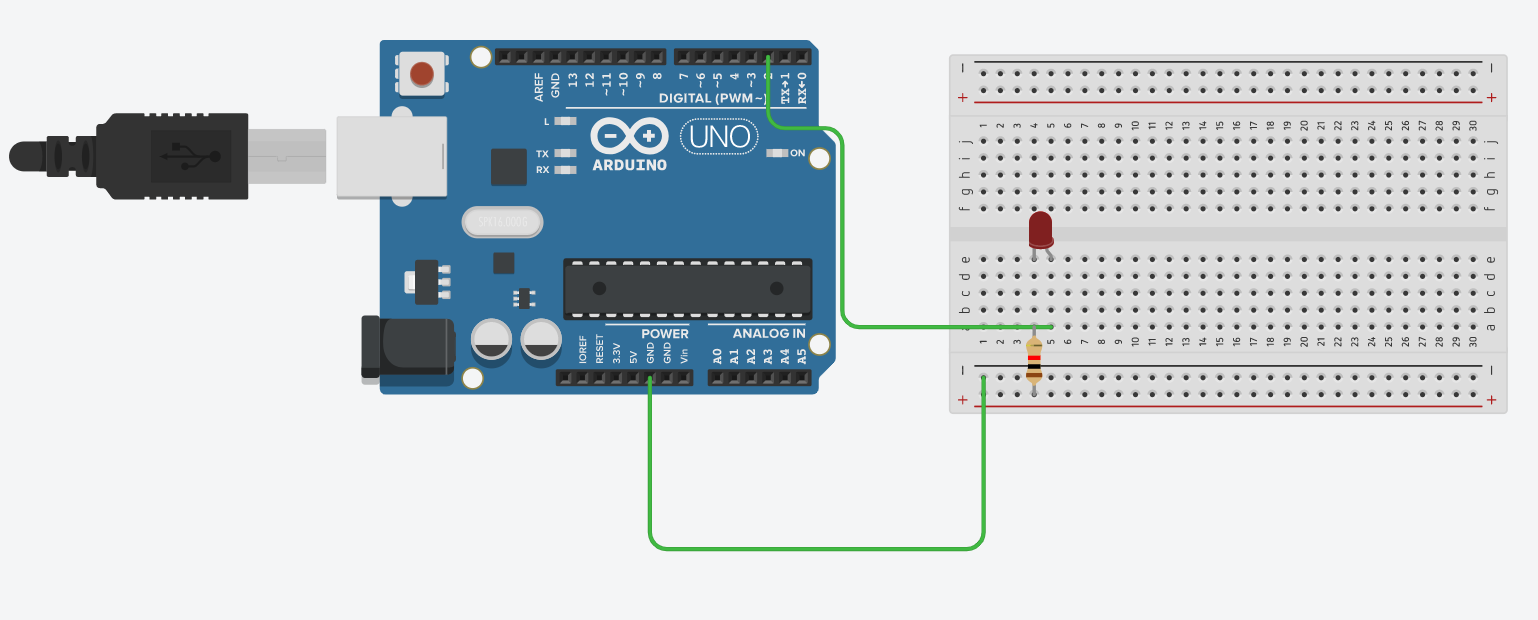 AREF
GND
13
12
~11
~10
~9
8
7
~6
~5
4
~3
2
TX→1
RX←0
DIGITAL (PWM~)
L
TX
RX
ARDUINO
UNO
ON
POWER
ANALOG IN
IOREF
RESET
3.3V
5V
GND
GND
Vin
A0
A1
A2
A3
A4
A5
− −
+ +
1 2 3 4 5 6 7 8 9 10 11 12 13 14 15 16 17 18 19 20 21 22 23 24 25 26 27 28 29 30
j j
i i
h h
g g
f f
e e
d d
c c
b b
a a
1 2 3 4 5 6 7 8 9 10 11 12 13 14 15 16 17 18 19 20 21 22 23 24 25 26 27 28 29 30
− −
+ +